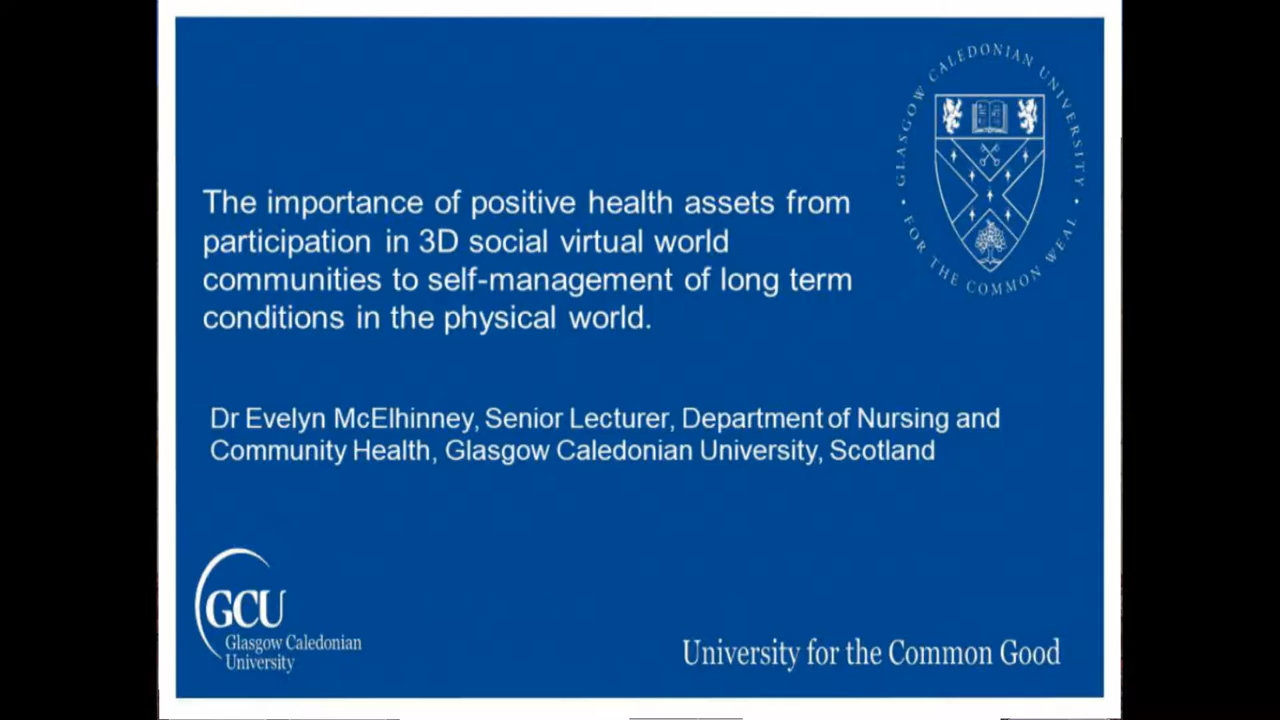 GLASGOW CALEDONIAN UNIVERSITY
• FOR THE COMMON WEAL •
The importance of positive health assets from
participation in 3D social virtual world
communities to self-management of long term
conditions in the physical world.
Dr Evelyn McElhinney, Senior Lecturer, Department of Nursing and
Community Health, Glasgow Caledonian University, Scotland
GCU
Glasgow Caledonian
University
University for the Common Good